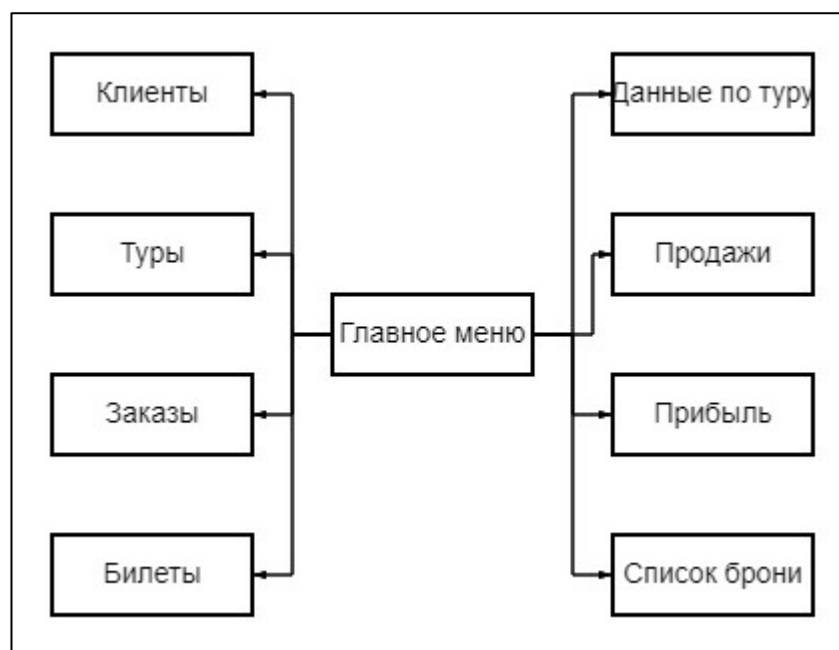 Клиенты
Данные по туру
Туры
Продажи
Главное меню
Заказы
Прибыль
Билеты
Список брони